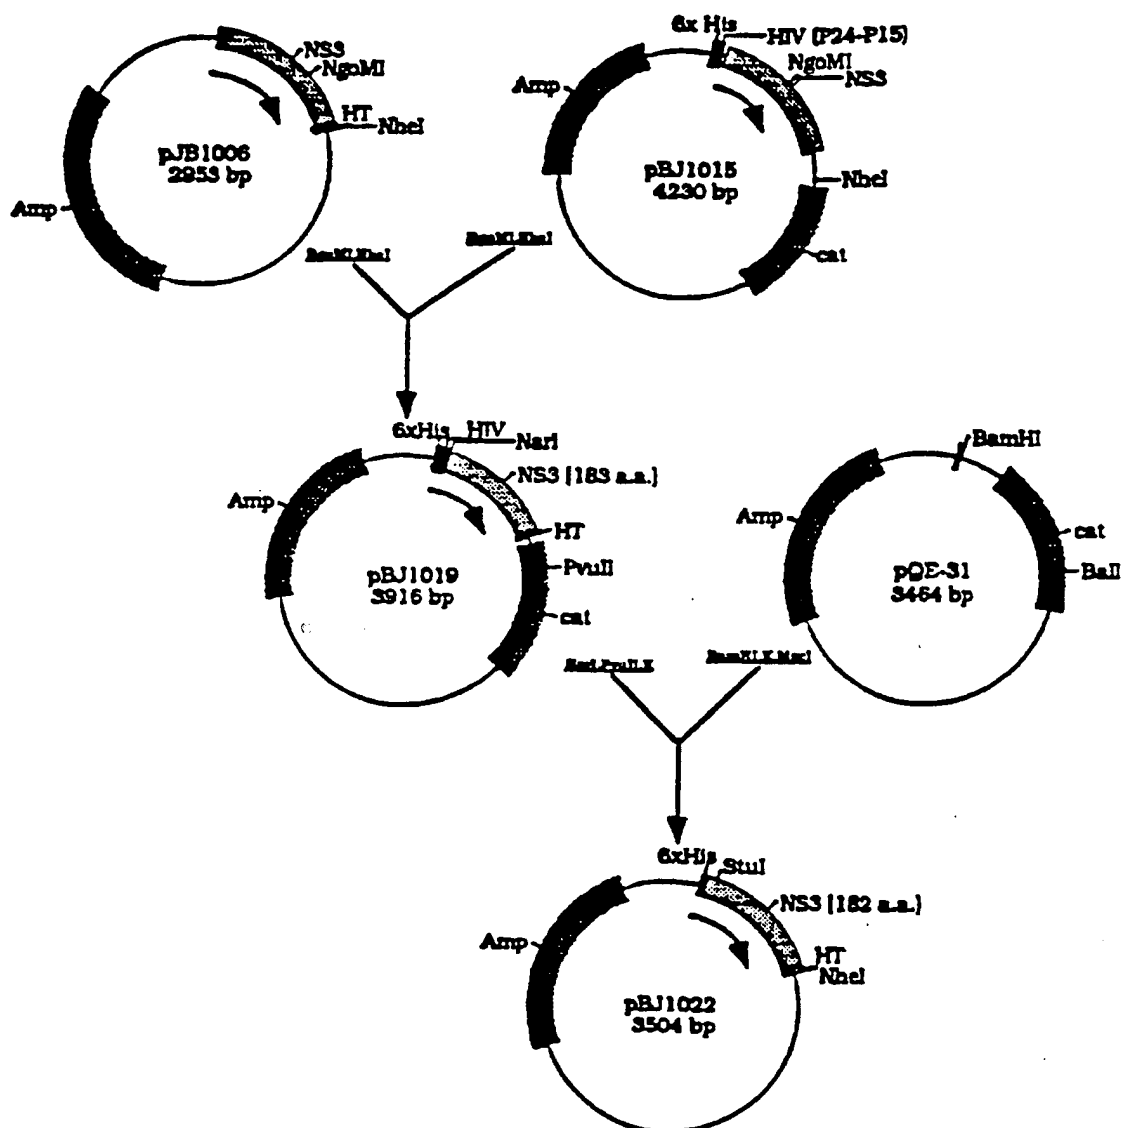 NS3
NgoMI
HT
NheI
pJB1006
2953 bp
Amp
6x His
HIV (P24-P15)
NgoMI
NS3
Amp
pBJ1015
4230 bp
NheI
cat
6xHis
HIV
NarI
NS3 [183 a.a.]
Amp
HT
PvuII
pBJ1019
3916 bp
cat
BamHI
Amp
cat
pQE-31
3464 bp
Ball
6xHis
StuI
NS3 [182 a.a.]
Amp
HT
NheI
pBJ1022
3504 bp